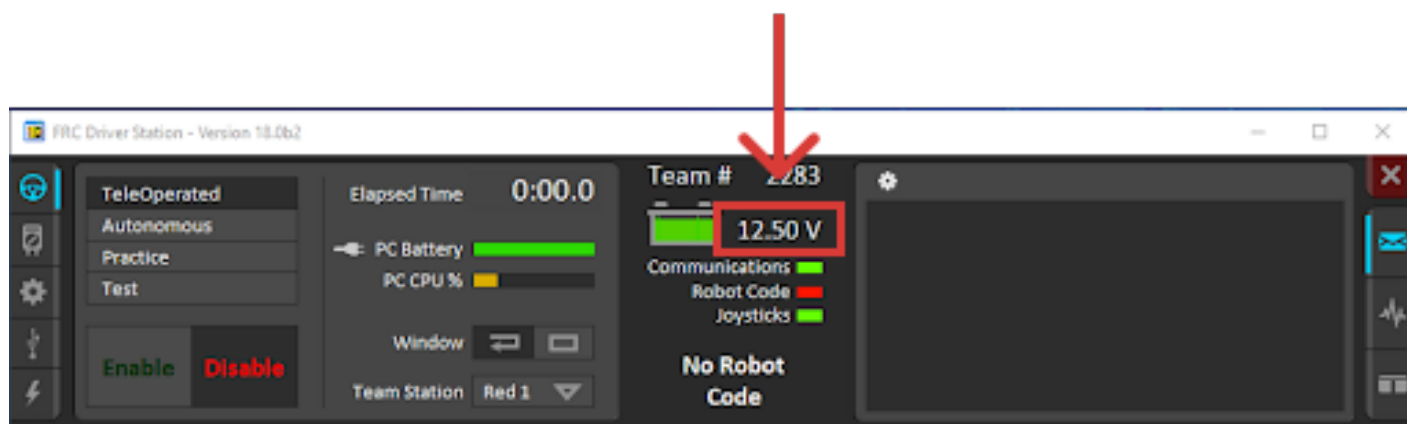 FRC Driver Station - Version 18.0b2
TeleOperated
Autonomous
Practice
Test
Enable Disable
Elapsed Time 0:00.0
PC Battery
PC CPU %
Window
Team Station Red 1
Team # 2283
12.50 V
Communications
Robot Code
Joysticks
No Robot
Code